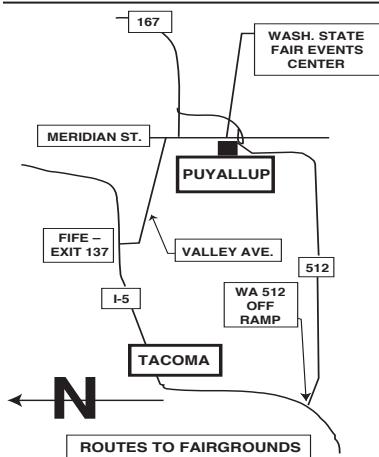 167
WASH. STATE
FAIR EVENTS
CENTER
MERIDIAN ST.
PUYALLUP
FIFE –
EXIT 137
VALLEY AVE.
512
I-5
WA 512
OFF
RAMP
TACOMA
N
ROUTES TO FAIRGROUNDS